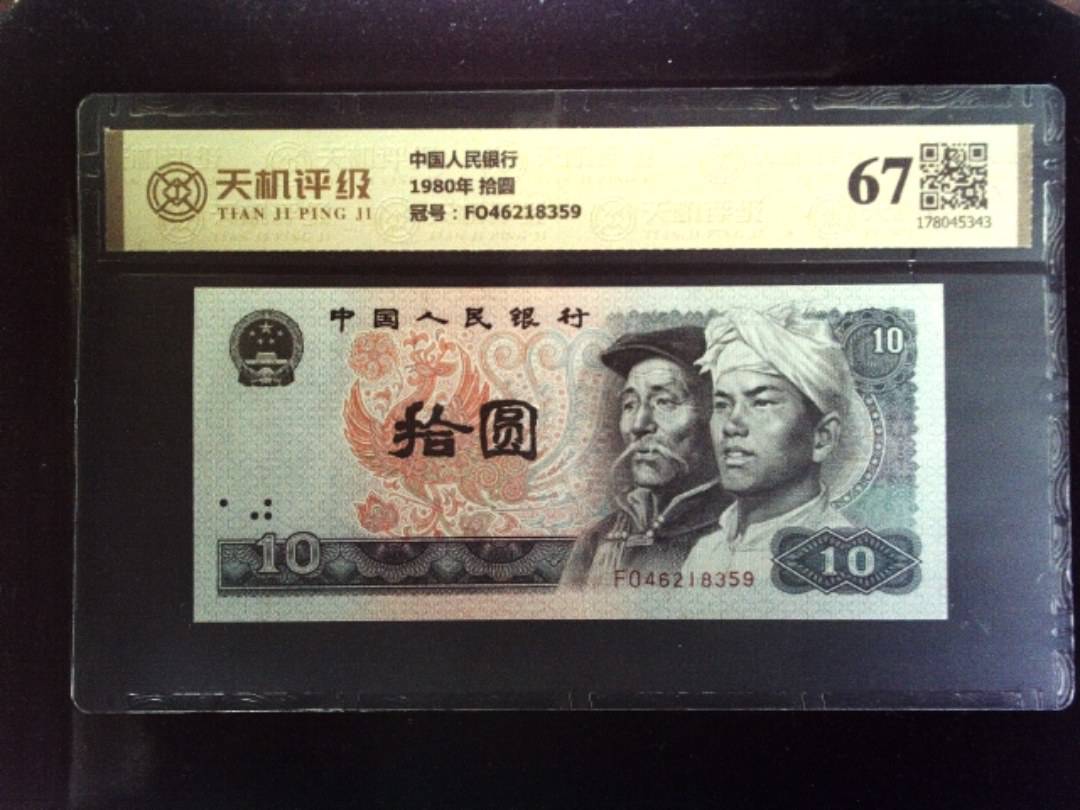 天机评级
TIAN JI PING JI
中国人民银行
1980年 拾圆
冠号：FO46218359
67
178045343
中国人民银行
10
拾圆
10
FO46218359
10